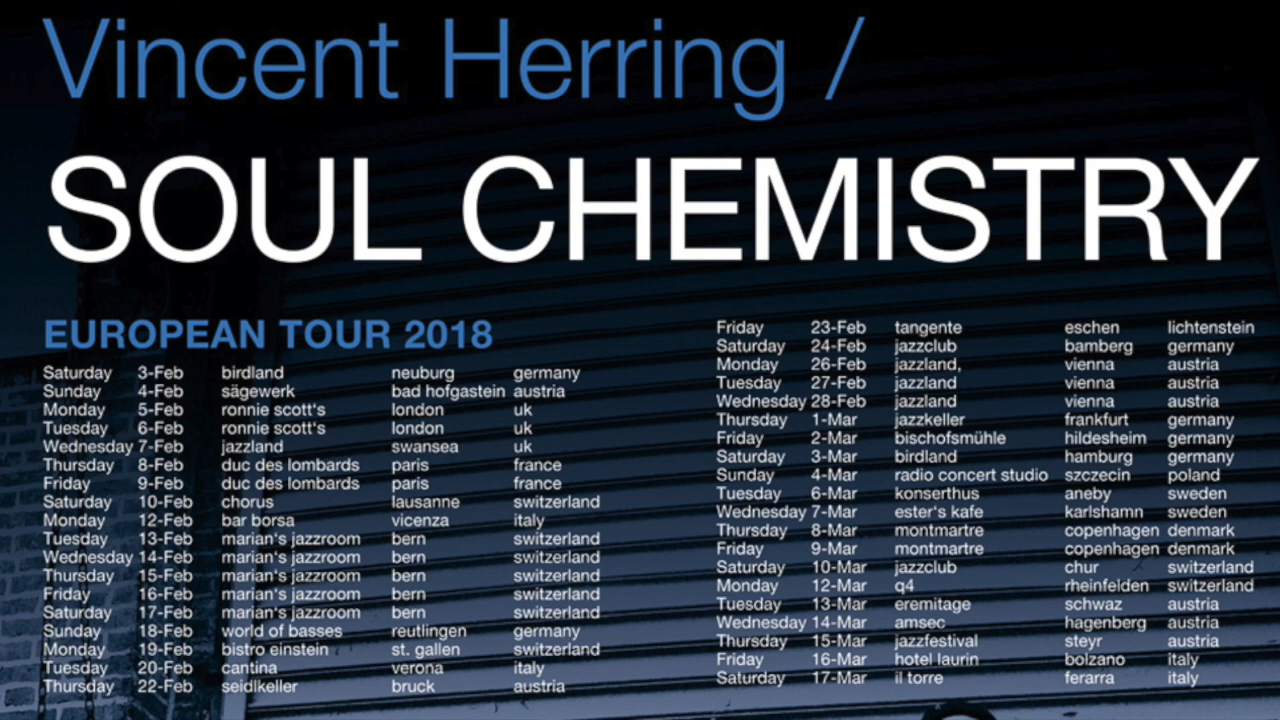 Vincent Herring /
SOUL CHEMISTRY
EUROPEAN TOUR 2018
Saturday 3-Feb birdland neuburg germany
Sunday 4-Feb sägewerk bad hofgastein austria
Monday 5-Feb ronnie scott's london uk
Tuesday 6-Feb ronnie scott's london uk
Wednesday 7-Feb jazzland swansea uk
Thursday 8-Feb duc des lombards paris france
Friday 9-Feb duc des lombards paris france
Saturday 10-Feb chorus lausanne switzerland
Monday 12-Feb bar borsa vicenza italy
Tuesday 13-Feb marian's jazzroom bern switzerland
Wednesday 14-Feb marian's jazzroom bern switzerland
Thursday 15-Feb marian's jazzroom bern switzerland
Friday 16-Feb marian's jazzroom bern switzerland
Saturday 17-Feb marian's jazzroom bern switzerland
Sunday 18-Feb world of basses reutlingen germany
Monday 19-Feb bistro einstein st. gallen switzerland
Tuesday 20-Feb cantina verona italy
Thursday 22-Feb seidlkeller bruck austria
Friday 23-Feb tangente eschen lichtenstein
Saturday 24-Feb jazzclub bamberg germany
Monday 26-Feb jazzland, vienna austria
Tuesday 27-Feb jazzland vienna austria
Wednesday 28-Feb jazzland vienna austria
Thursday 1-Mar jazzkeller frankfurt germany
Friday 2-Mar bischofsmühle hildesheim germany
Saturday 3-Mar birdland hamburg germany
Sunday 4-Mar radio concert studio szczecin poland
Tuesday 6-Mar konserthus aneby sweden
Wednesday 7-Mar ester's kafe karlshamn sweden
Thursday 8-Mar montmartre copenhagen denmark
Friday 9-Mar montmartre copenhagen denmark
Saturday 10-Mar jazzclub chur switzerland
Monday 12-Mar q4 rheinfelden switzerland
Tuesday 13-Mar eremitage schwaz austria
Wednesday 14-Mar amsec hagenberg austria
Thursday 15-Mar jazzfestival steyr austria
Friday 16-Mar hotel laurin bolzano italy
Saturday 17-Mar il torre ferarra italy